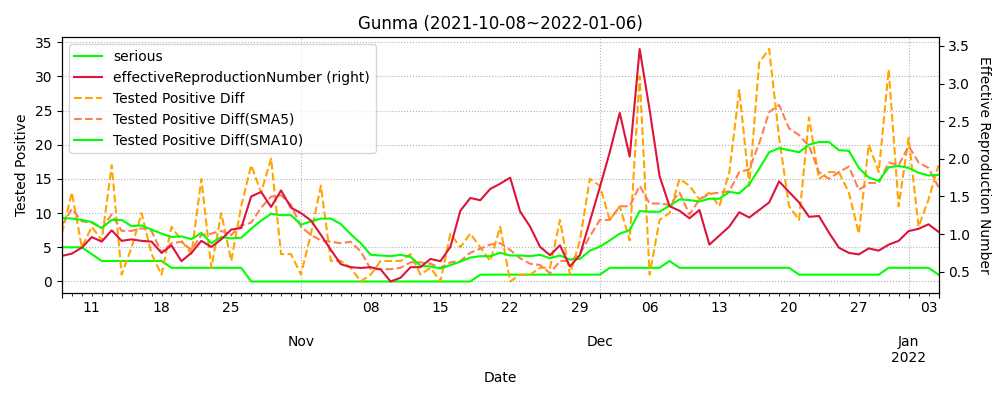 Gunma (2021-10-08~2022-01-06)
serious
effectiveReproductionNumber (right)
Tested Positive Diff
Tested Positive Diff(SMA5)
Tested Positive Diff(SMA10)
Tested Positive
35
30
25
20
15
10
5
0
Effective Reproduction Number
3.5
3.0
2.5
2.0
1.5
1.0
0.5
11 18 25 08 15 22 29 06 13 20 27 03
Nov Dec Jan
2022
Date